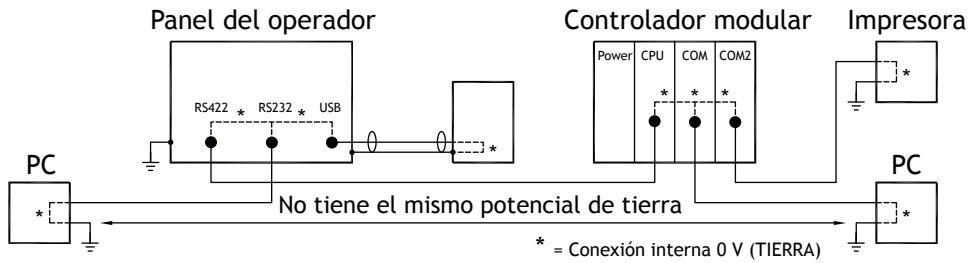 Panel del operador
Controlador modular
Impresora
Power CPU COM COM2
*
* *
RS422 * RS232 * USB
*
PC
PC
No tiene el mismo potencial de tierra
*
*
* = Conexión interna 0 V (TIERRA)